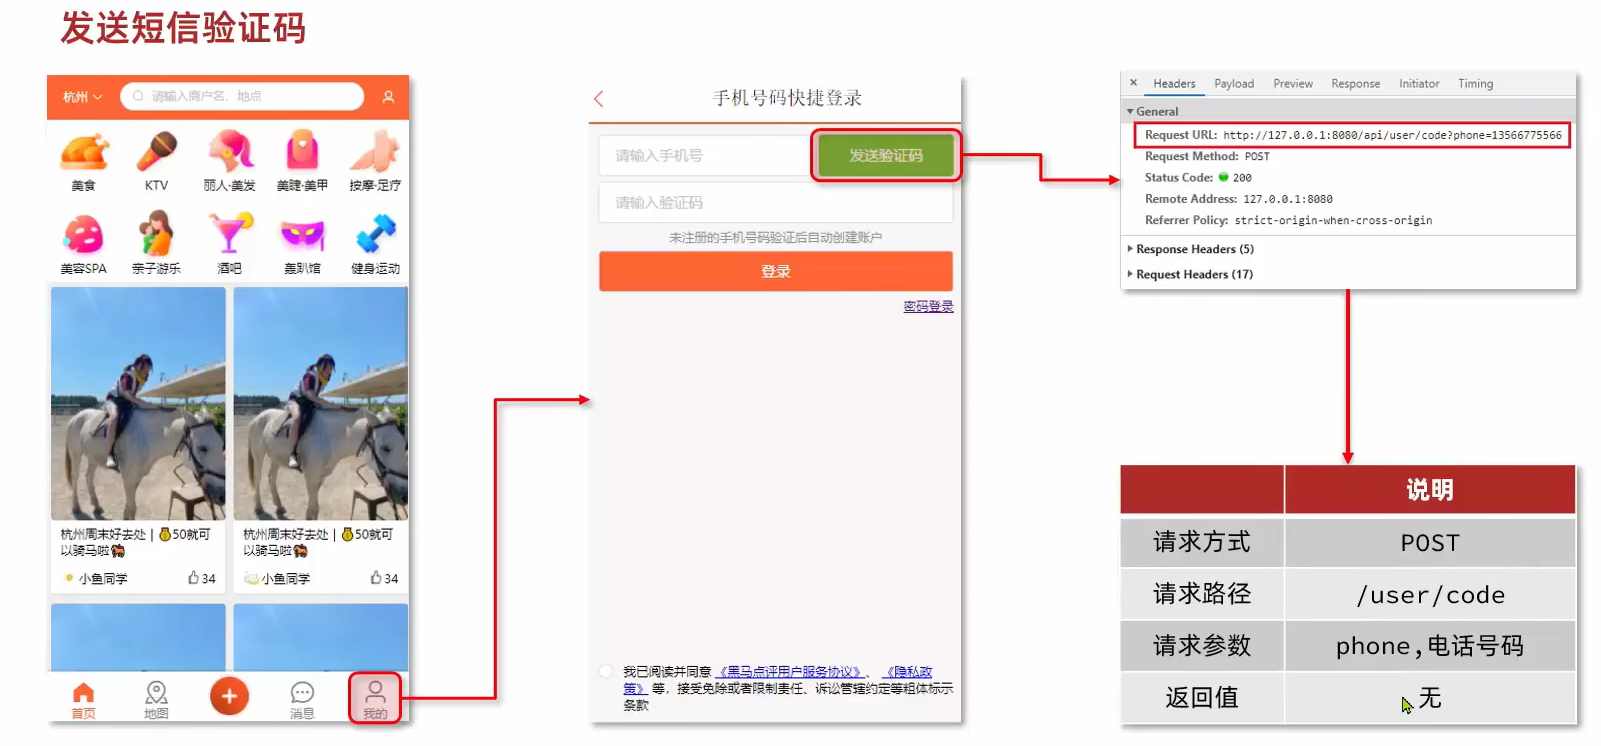 发送短信验证码
杭州
请输入商户名、地点
美食
KTV
丽人·美发
美睫·美甲
按摩·足疗
美容SPA
亲子游乐
酒吧
轰趴馆
健身运动
杭州周末好去处 | 💰50就可
以骑马啦🐎
小鱼同学
34
杭州周末好去处 | 💰50就可
以骑马啦🐎
小鱼同学
34
首页
地图
消息
我的
手机号码快捷登录
请输入手机号
发送验证码
请输入验证码
未注册的手机号码验证后自动创建账户
登录
密码登录
我已阅读并同意 《黑马点评用户服务协议》、 《隐私政
策》 等，接受免除或者限制责任、诉讼管辖约定等粗体标示
条款
× Headers Payload Preview Response Initiator Timing
General
Request URL: http://127.0.0.1:8080/api/user/code?phone=13566775566
Request Method: POST
Status Code: 200
Remote Address: 127.0.0.1:8080
Referrer Policy: strict-origin-when-cross-origin
Response Headers (5)
Request Headers (17)
说明
请求方式 POST
请求路径 /user/code
请求参数 phone,电话号码
返回值 无